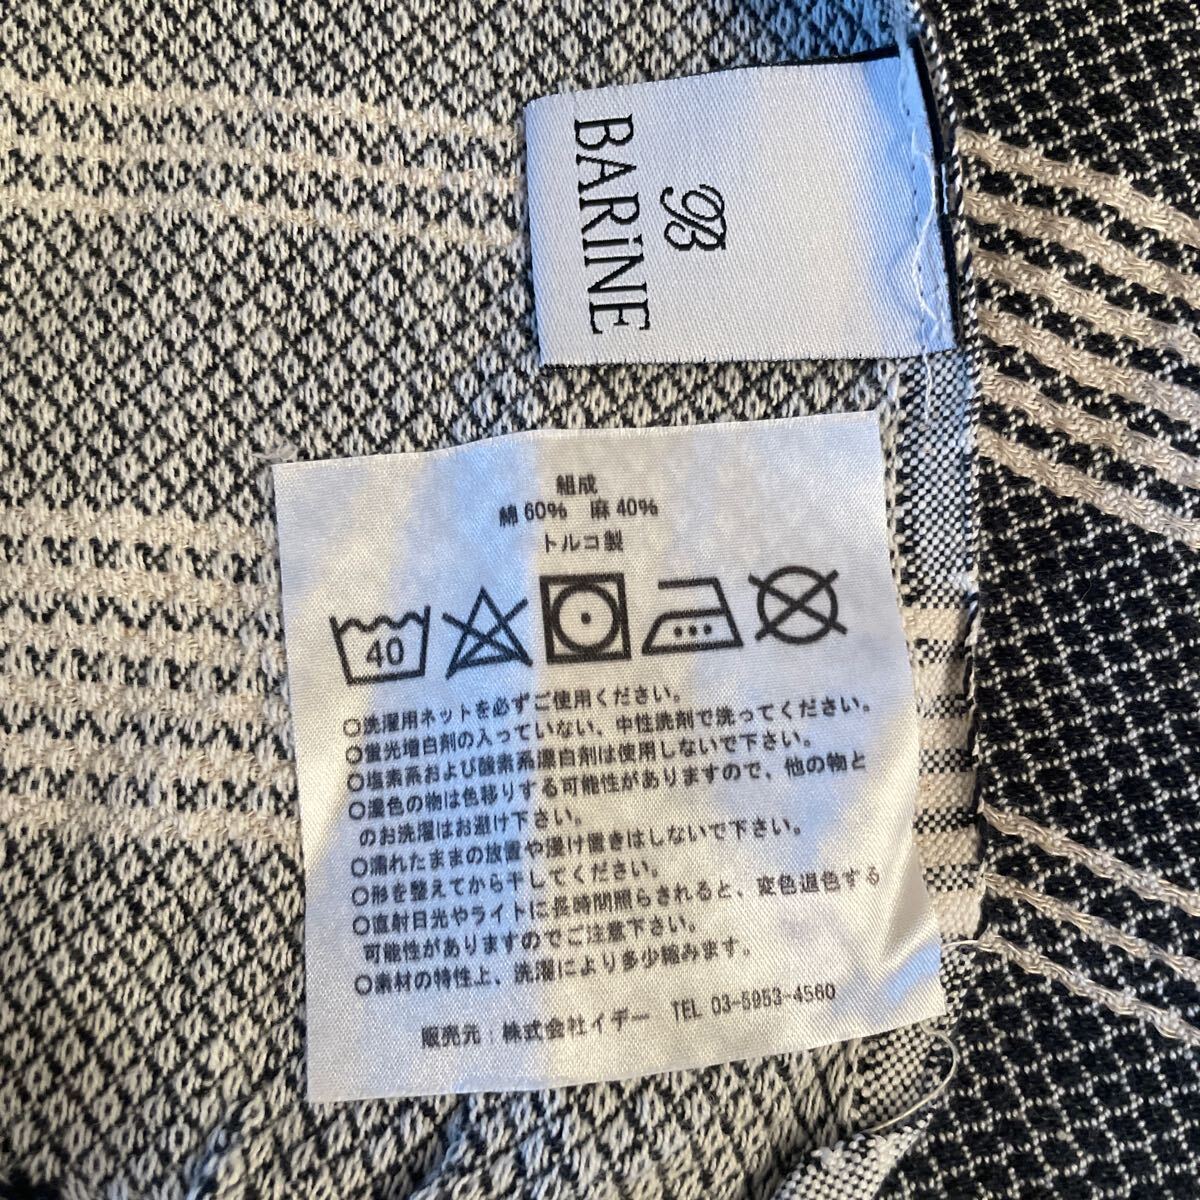 B
BARiNE
組成
綿 60% 麻 40%
トルコ製
40
○洗濯用ネットを必ずご使用ください。
○蛍光増白剤の入っていない、中性洗剤で洗ってください。
○塩素系および酸素系漂白剤は使用しないで下さい。
○濃色の物は色移りする可能性がありますので、他の物と
のお洗濯はお避け下さい。
○濡れたままの放置や浸け置きはしないで下さい。
○形を整えてから干してください。
○直射日光やライトに長時間照らされると、変色退色する
可能性がありますのでご注意下さい。
○素材の特性上、洗濯により多少縮みます。
販売元：株式会社イデー TEL 03-5953-4560